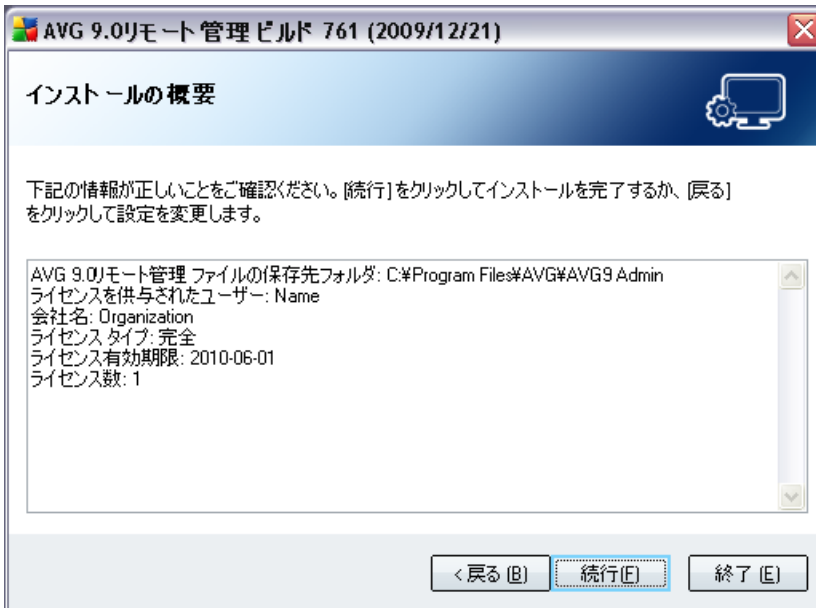 AVG 9.0リモート管理 ビルド 761 (2009/12/21)
インストールの概要
下記の情報が正しいことをご確認ください。[続行]をクリックしてインストールを完了するか、[戻る]
をクリックして設定を変更します。
AVG 9.0リモート管理 ファイルの保存先フォルダ: C:¥Program Files¥AVG¥AVG9 Admin
ライセンスを供与されたユーザー: Name
会社名: Organization
ライセンス タイプ: 完全
ライセンス有効期限: 2010-06-01
ライセンス数: 1
< 戻る (B) 続行(F) 終了 (E)